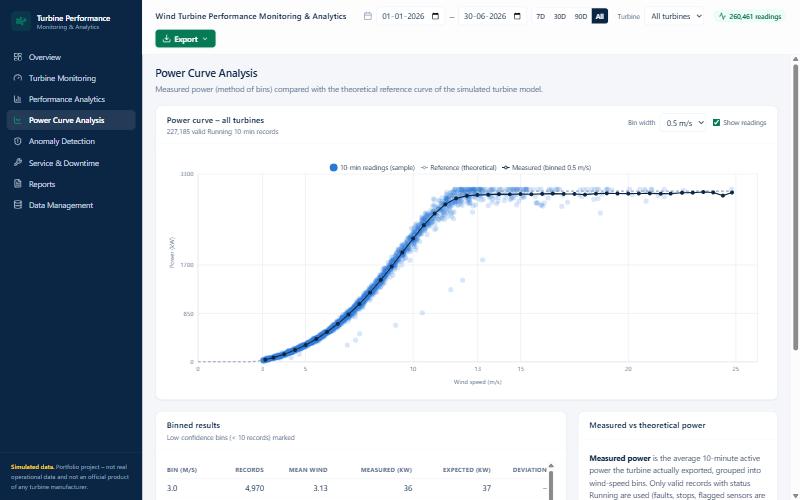 Turbine Performance
Monitoring & Analytics
Overview
Turbine Monitoring
Performance Analytics
Power Curve Analysis
Anomaly Detection
Service & Downtime
Reports
Data Management
Simulated data. Portfolio project – not real
operational data and not an official product
of any turbine manufacturer.
Wind Turbine Performance Monitoring & Analytics
01-01-2026 – 30-06-2026
7D 30D 90D All
Turbine All turbines
260,461 readings
Export
Power Curve Analysis
Measured power (method of bins) compared with the theoretical reference curve of the simulated turbine model.
Power curve – all turbines
227,185 valid Running 10 min records
Bin width 0.5 m/s Show readings
10-min readings (sample) Reference (theoretical) Measured (binned 0.5 m/s)
3300
1700
850
0
Power (kW)
0 3 5 10 13 15 20 25
Wind speed (m/s)
Binned results
Low confidence bins (< 10 records) marked
BIN (M/S) RECORDS MEAN WIND MEASURED (KW) EXPECTED (KW) DEVIATION
3.0 4,970 3.13 36 37 –
Measured vs theoretical power
Measured power is the average 10-minute active
power the turbine actually exported, grouped into
wind-speed bins. Only valid records with status
Running are used (faults, stops, flagged sensors are